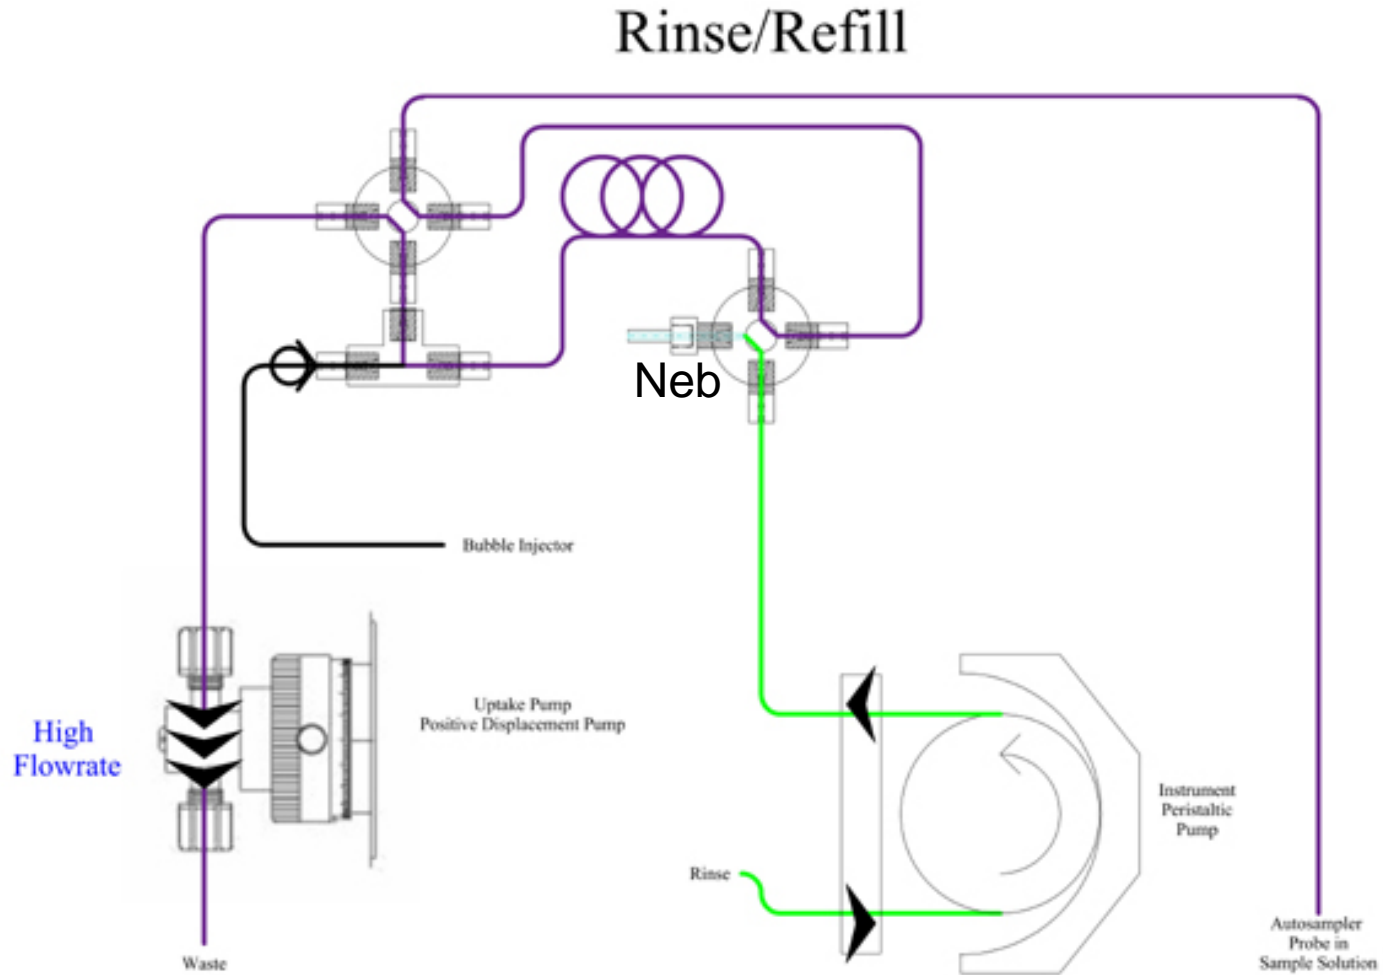 Rinse/Refill
Neb
Bubble Injector
Uptake Pump
Positive Displacement Pump
High
Flowrate
Instrument
Peristaltic
Pump
Rinse
Autosampler
Probe in
Sample Solution
Waste